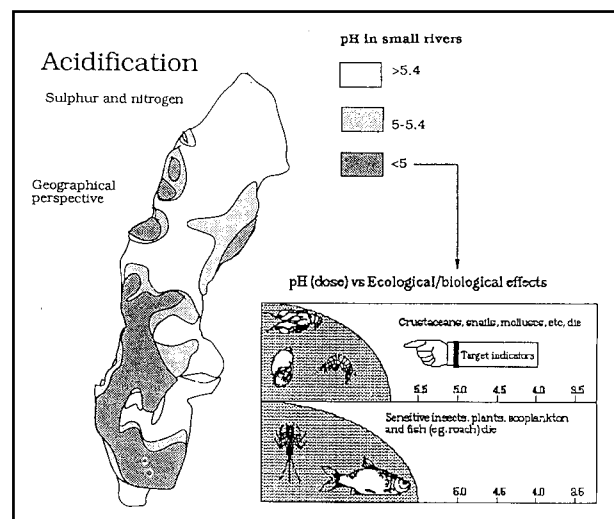 Acidification
Sulphur and nitrogen
Geographical
perspective
pH in small rivers
>5.4
5-5.4
<5
pH (dose) vs Ecological/biological effects
Crustaceans, snails, molluscs, etc, die
Target indicators
5.5 5.0 4.5 4.0 3.5
Sensitive insects, plants, zooplankton
and fish (eg. roach) die
5.0 4.5 4.0 3.5